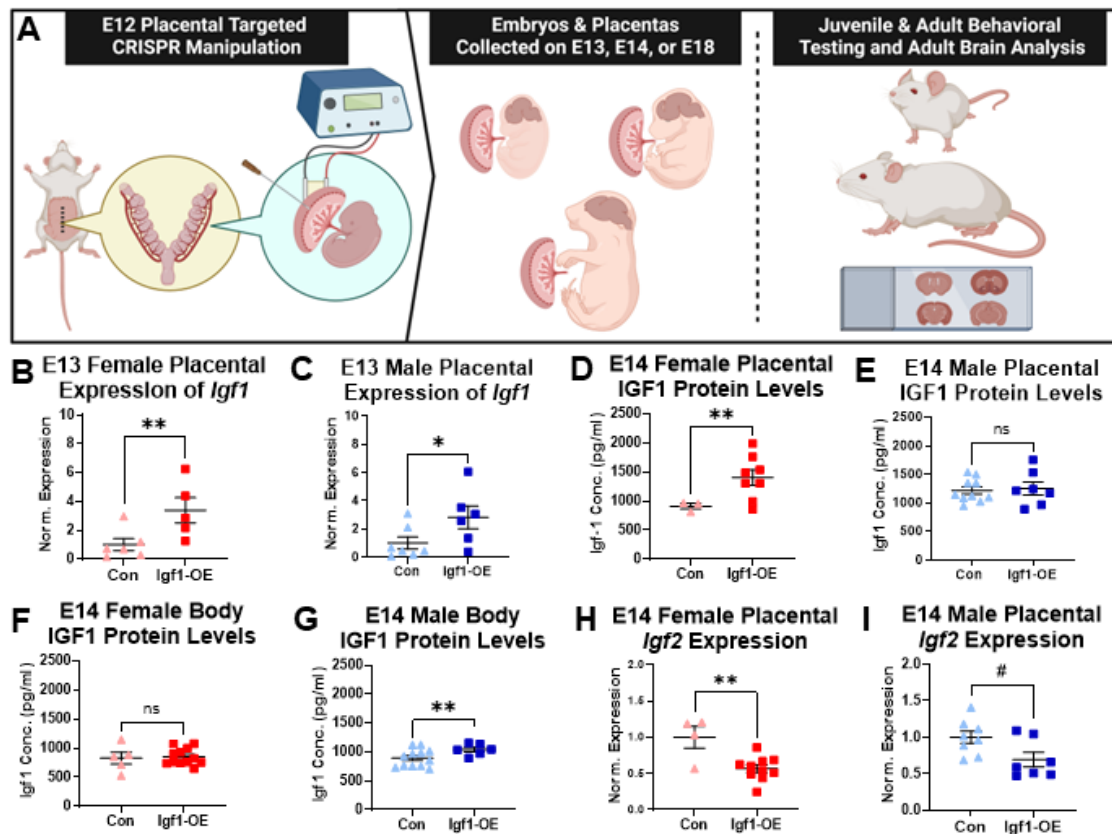 A
E12 Placental Targeted
CRISPR Manipulation
Embryos & Placentas
Collected on E13, E14, or E18
Juvenile & Adult Behavioral
Testing and Adult Brain Analysis
B
E13 Female Placental
Expression of Igf1
Norm. Expression
10
8
6
4
2
0
**
Con
Igf1-OE
C
E13 Male Placental
Expression of Igf1
Norm. Expression
10
8
6
4
2
0
*
Con
Igf1-OE
D
E14 Female Placental
IGF1 Protein Levels
Igf-1 Conc. (pg/ml)
2500
2000
1500
1000
500
0
**
Con
Igf1-OE
E
E14 Male Placental
IGF1 Protein Levels
Igf1 Conc. (pg/ml)
2500
2000
1500
1000
500
0
ns
Con
Igf1-OE
F
E14 Female Body
IGF1 Protein Levels
Igf1 Conc. (pg/ml)
2500
2000
1500
1000
500
0
ns
Con
Igf1-OE
G
E14 Male Body
IGF1 Protein Levels
Igf1 Conc. (pg/ml)
2500
2000
1500
1000
500
0
**
Con
Igf1-OE
H
E14 Female Placental
Igf2 Expression
Norm. Expression
2.0
1.5
1.0
0.5
0.0
**
Con
Igf1-OE
I
E14 Male Placental
Igf2 Expression
Norm. Expression
2.0
1.5
1.0
0.5
0.0
#
Con
Igf1-OE